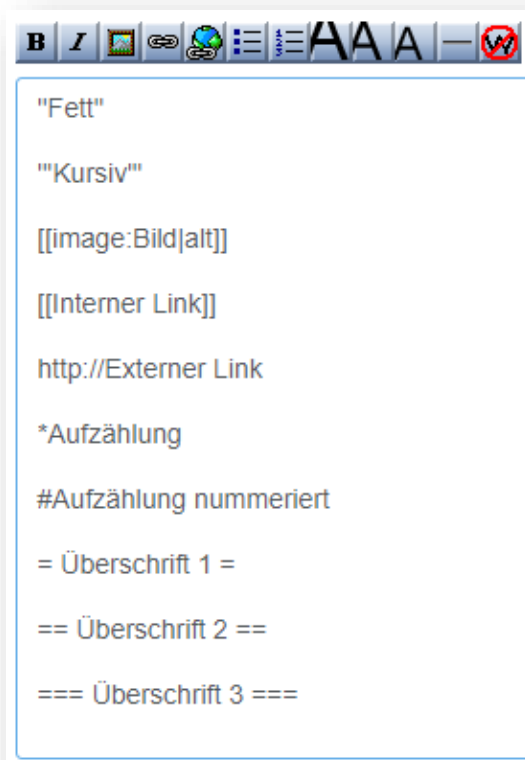 B I A A A W
''Fett''
'''Kursiv'''
[[image:Bild|alt]]
[[Interner Link]]
http://Externer Link
*Aufzählung
#Aufzählung nummeriert
= Überschrift 1 =
== Überschrift 2 ==
=== Überschrift 3 ===